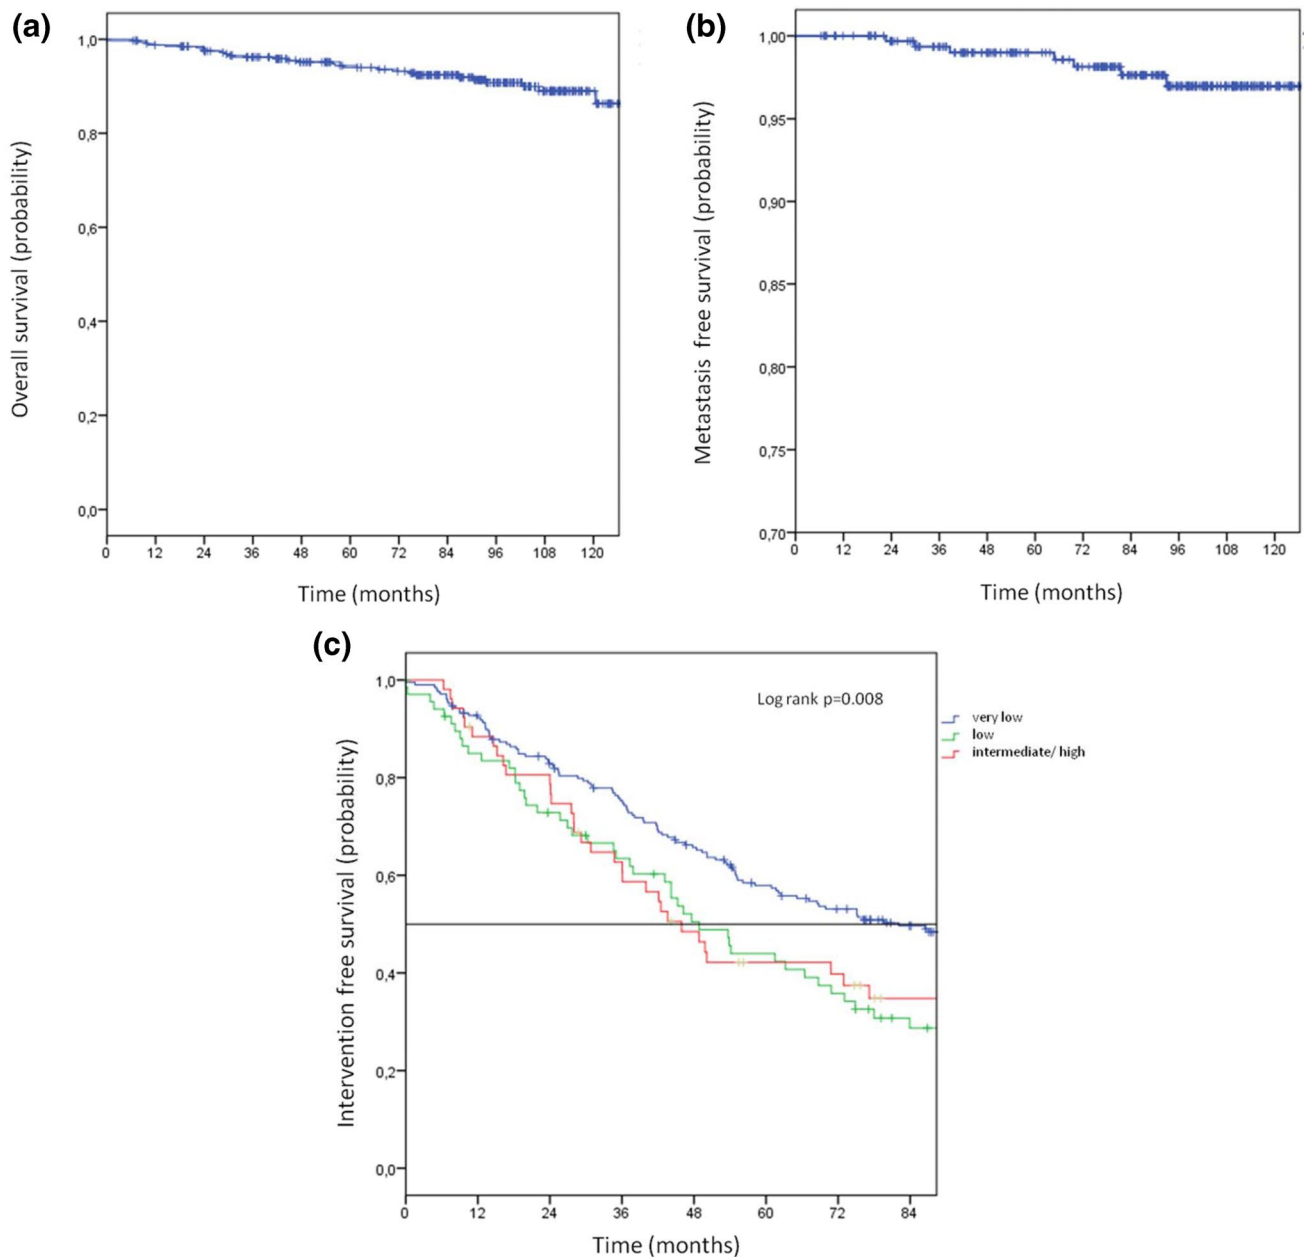 (a)
Overall survival (probability)
1,0
0,8
0,6
0,4
0,2
0,0
0 12 24 36 48 60 72 84 96 108 120
Time (months)
(b)
Metastasis free survival (probability)
1,00
0,95
0,90
0,85
0,80
0,75
0,70
0 12 24 36 48 60 72 84 96 108 120
Time (months)
(c)
Intervention free survival (probability)
1,0
0,8
0,6
0,4
0,2
0,0
Log rank p=0.008
very low
low
intermediate/ high
0 12 24 36 48 60 72 84
Time (months)